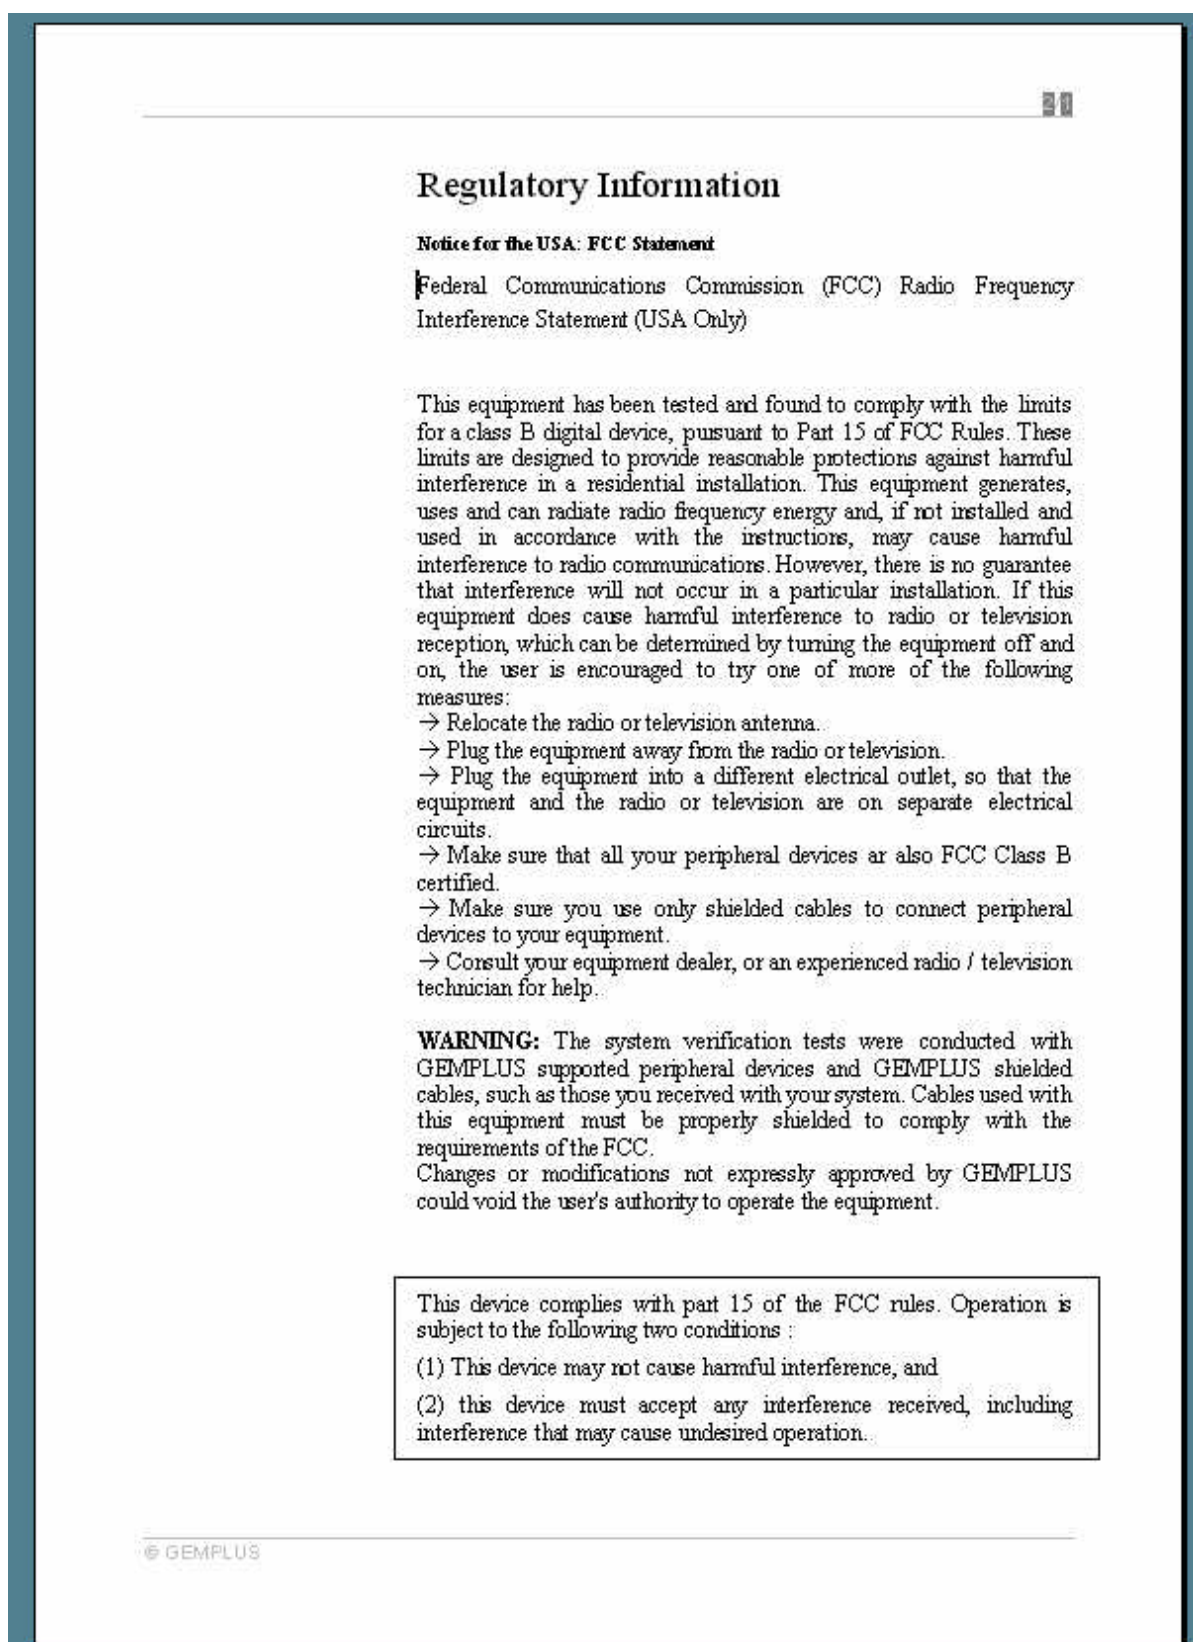 2/1
Regulatory Information
Notice for the USA: FCC Statement
Federal Communications Commission (FCC) Radio Frequency
Interference Statement (USA Only)
This equipment has been tested and found to comply with the limits
for a class B digital device, pursuant to Part 15 of FCC Rules. These
limits are designed to provide reasonable protections against harmful
interference in a residential installation. This equipment generates,
uses and can radiate radio frequency energy and, if not installed and
used in accordance with the instructions, may cause harmful
interference to radio communications. However, there is no guarantee
that interference will not occur in a particular installation. If this
equipment does cause harmful interference to radio or television
reception, which can be determined by turning the equipment off and
on, the user is encouraged to try one of more of the following
measures:
→ Relocate the radio or television antenna.
→ Plug the equipment away from the radio or television.
→ Plug the equipment into a different electrical outlet, so that the
equipment and the radio or television are on separate electrical
circuits.
→ Make sure that all your peripheral devices ar also FCC Class B
certified.
→ Make sure you use only shielded cables to connect peripheral
devices to your equipment.
→ Consult your equipment dealer, or an experienced radio / television
technician for help.
WARNING: The system verification tests were conducted with
GEMPLUS supported peripheral devices and GEMPLUS shielded
cables, such as those you received with your system. Cables used with
this equipment must be properly shielded to comply with the
requirements of the FCC.
Changes or modifications not expressly approved by GEMPLUS
could void the user's authority to operate the equipment.
This device complies with part 15 of the FCC rules. Operation is
subject to the following two conditions :
(1) This device may not cause harmful interference, and
(2) this device must accept any interference received, including
interference that may cause undesired operation.
© GEMPLUS